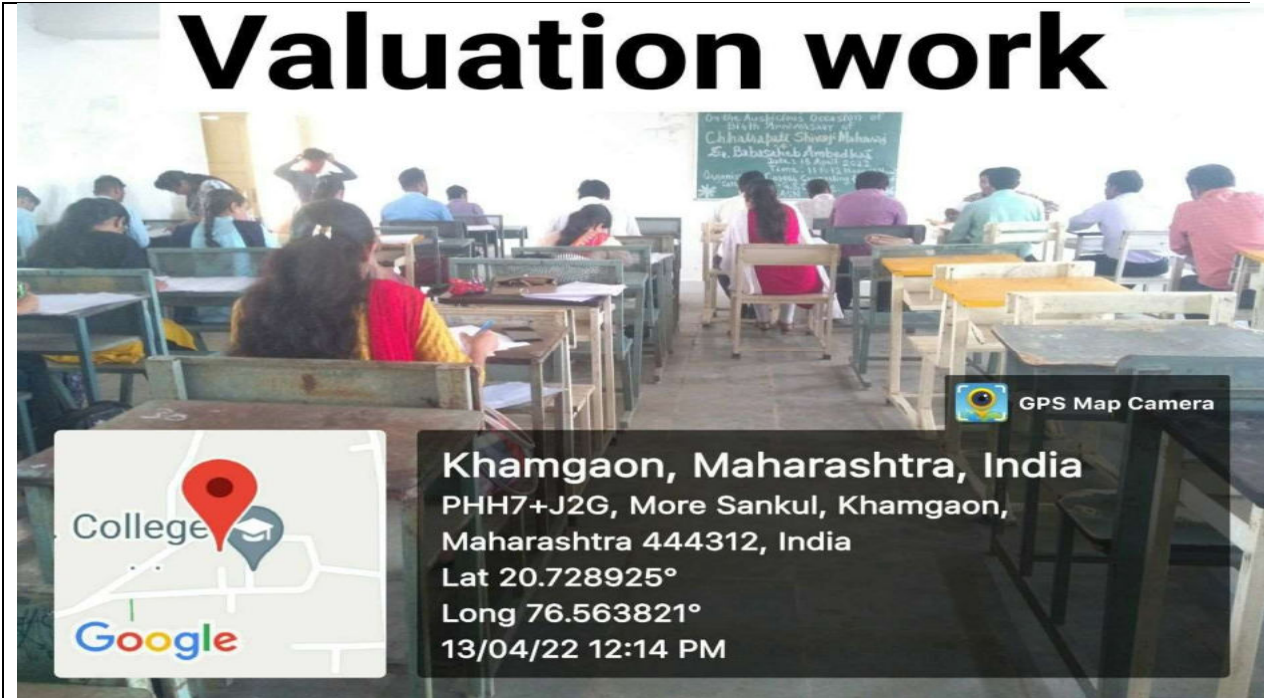 Valuation work
On the Auspicious Occasion of
Birth Anniversary of
Chhatrapati Shivaji Maharaj
Dr. Babasaheb Ambedkar
GPS Map Camera
College
Google
Khamgaon, Maharashtra, India
PHH7+J2G, More Sankul, Khamgaon,
Maharashtra 444312, India
Lat 20.728925°
Long 76.563821°
13/04/22 12:14 PM